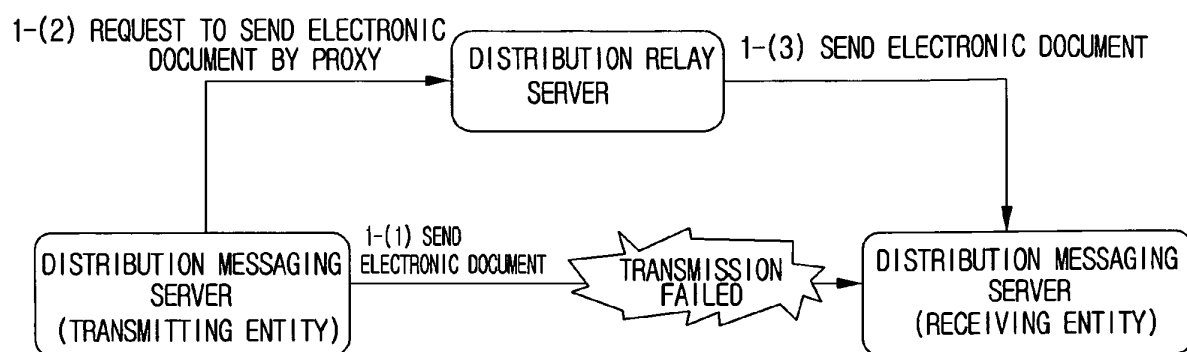 1-(2) REQUEST TO SEND ELECTRONIC
DOCUMENT BY PROXY
DISTRIBUTION RELAY
SERVER
1-(3) SEND ELECTRONIC DOCUMENT
DISTRIBUTION MESSAGING
SERVER
(TRANSMITTING ENTITY)
1-(1) SEND
ELECTRONIC DOCUMENT
TRANSMISSION
FAILED
DISTRIBUTION MESSAGING
SERVER
(RECEIVING ENTITY)